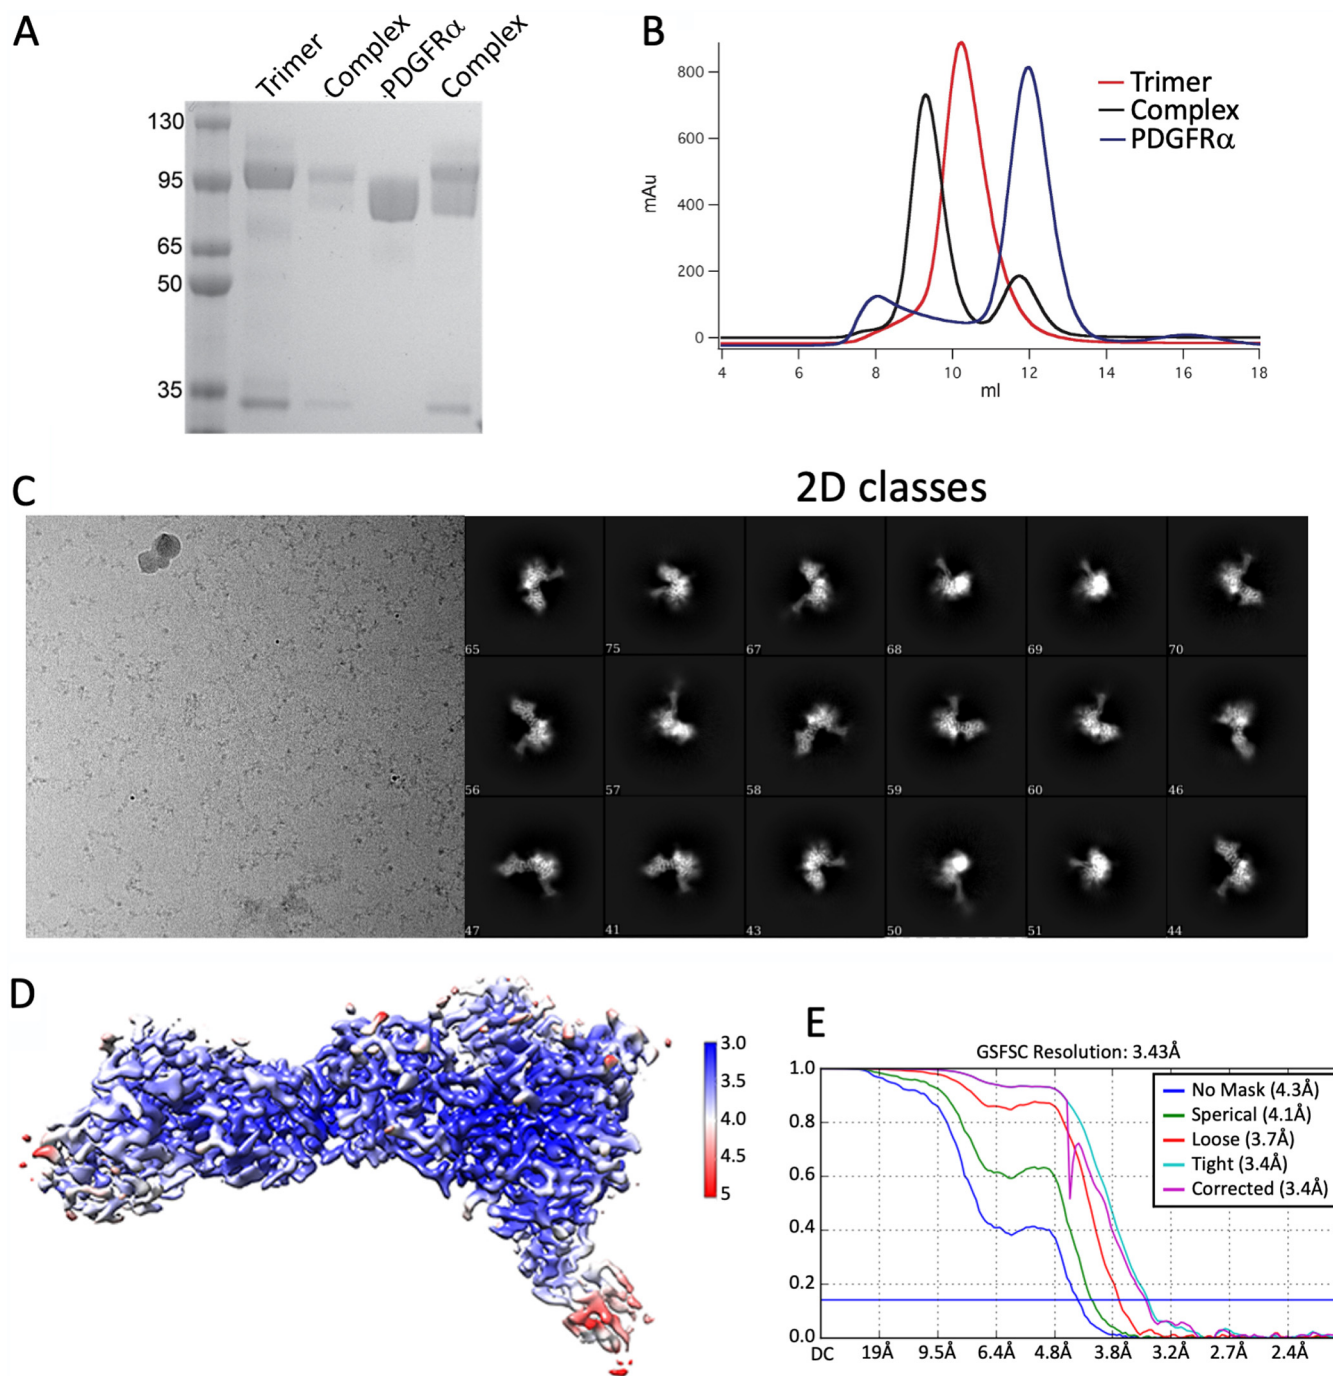 A
Trimer
Complex
PDGFRα
Complex
130
95
65
50
35
B
800
600
400
200
0
mAu
4 6 8 10 12 14 16 18
ml
Trimer
Complex
PDGFRα
C
2D classes
65 75 67 68 69 70
56 57 58 59 60 46
47 41 43 50 51 44
D
3.0
3.5
4.0
4.5
5
E
GSFSC Resolution: 3.43Å
1.0
0.8
0.6
0.4
0.2
0.0
DC 19Å 9.5Å 6.4Å 4.8Å 3.8Å 3.2Å 2.7Å 2.4Å
No Mask (4.3Å)
Sperical (4.1Å)
Loose (3.7Å)
Tight (3.4Å)
Corrected (3.4Å)